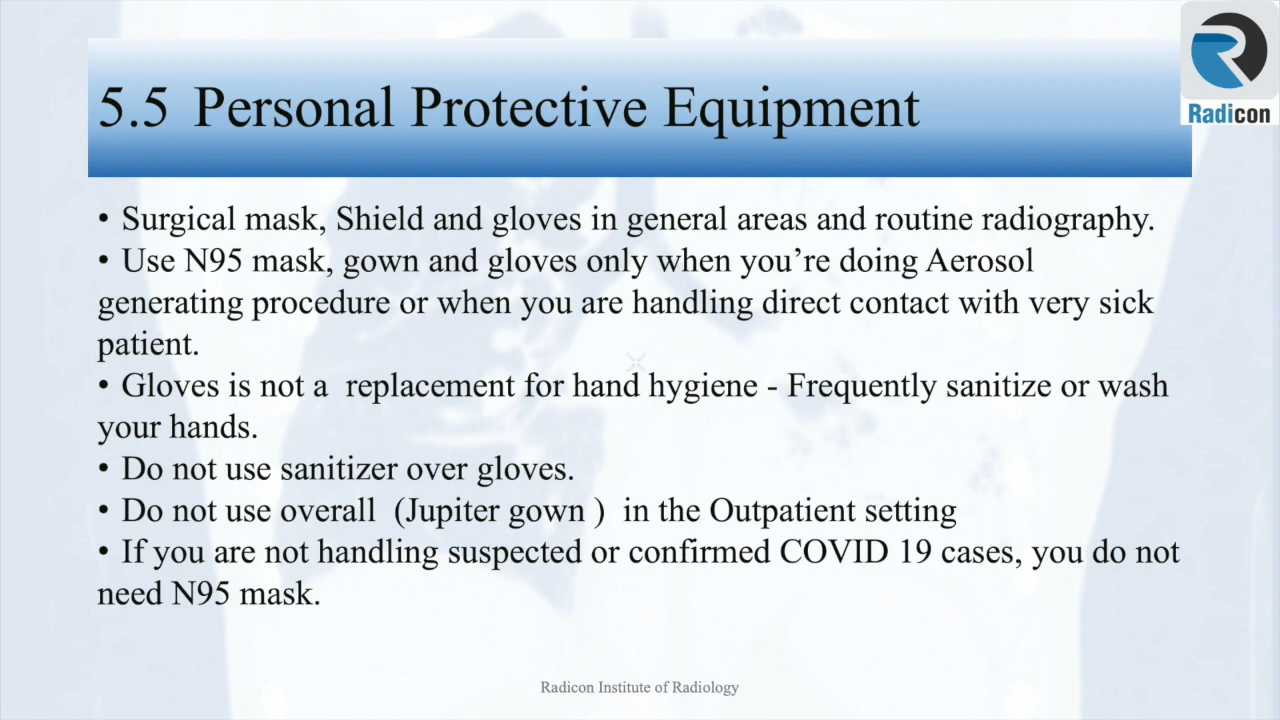 5.5 Personal Protective Equipment
Radicon
• Surgical mask, Shield and gloves in general areas and routine radiography.
• Use N95 mask, gown and gloves only when you’re doing Aerosol
generating procedure or when you are handling direct contact with very sick
patient.
• Gloves is not a replacement for hand hygiene - Frequently sanitize or wash
your hands.
• Do not use sanitizer over gloves.
• Do not use overall (Jupiter gown ) in the Outpatient setting
• If you are not handling suspected or confirmed COVID 19 cases, you do not
need N95 mask.
Radicon Institute of Radiology